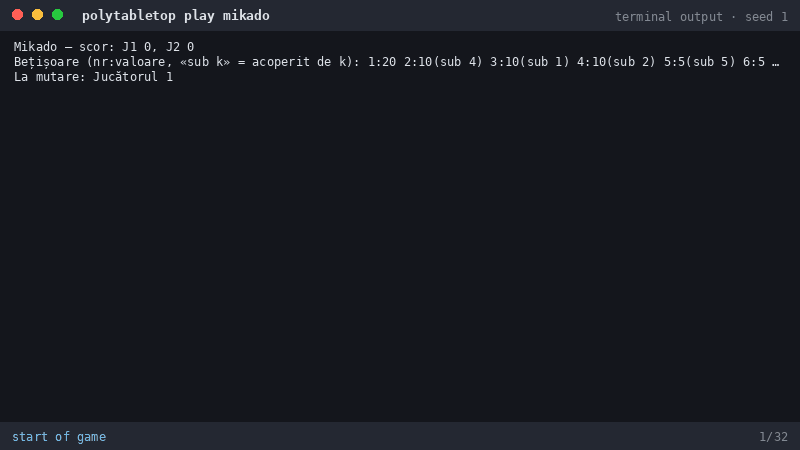 polytabletop play mikado
terminal output · seed 1
Mikado — scor: J1 0, J2 0
Bețișoare (nr:valoare, «sub k» = acoperit de k): 1:20 2:10(sub 4) 3:10(sub 1) 4:10(sub 2) 5:5(sub 5) 6:5 …
La mutare: Jucătorul 1
start of game
1/32